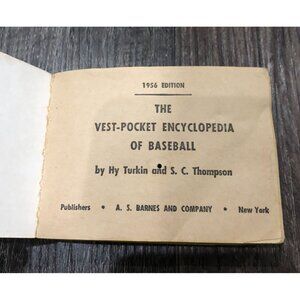 1956 EDITION
THE
VEST-POCKET ENCYCLOPEDIA
OF BASEBALL
by Hy Turkin and S. C. Thompson
Publishers • A. S. BARNES AND COMPANY • New York